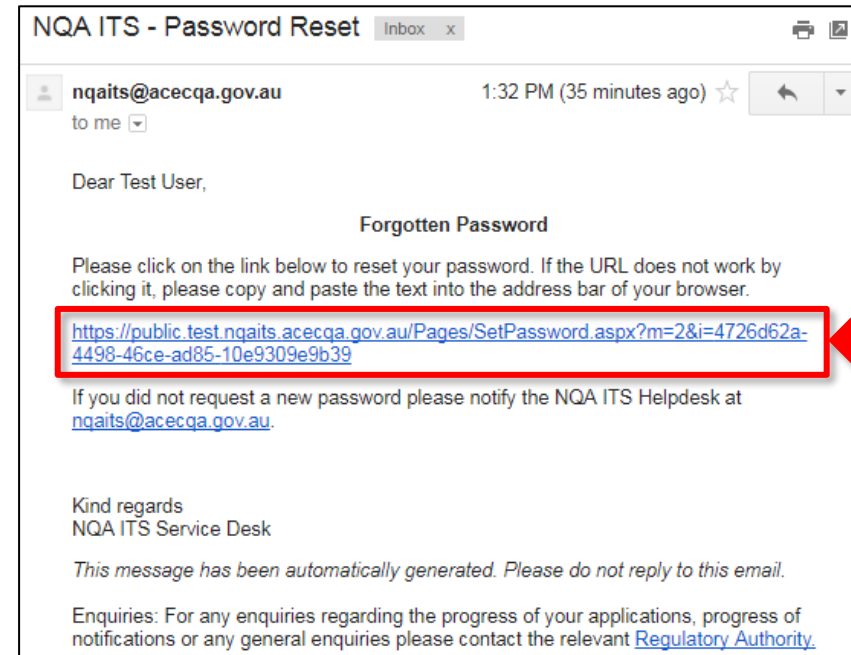 NQA ITS - Password Reset Inbox x
nqaits@acecqa.gov.au 1:32 PM (35 minutes ago)
to me
Dear Test User,
Forgotten Password
Please click on the link below to reset your password. If the URL does not work by
clicking it, please copy and paste the text into the address bar of your browser.
https://public.test.nqaits.acecqa.gov.au/Pages/SetPassword.aspx?m=2&i=4726d62a-
4498-46ce-ad85-10e9309e9b39
If you did not request a new password please notify the NQA ITS Helpdesk at
nqaits@acecqa.gov.au.
Kind regards
NQA ITS Service Desk
This message has been automatically generated. Please do not reply to this email.
Enquiries: For any enquiries regarding the progress of your applications, progress of
notifications or any general enquiries please contact the relevant Regulatory Authority.